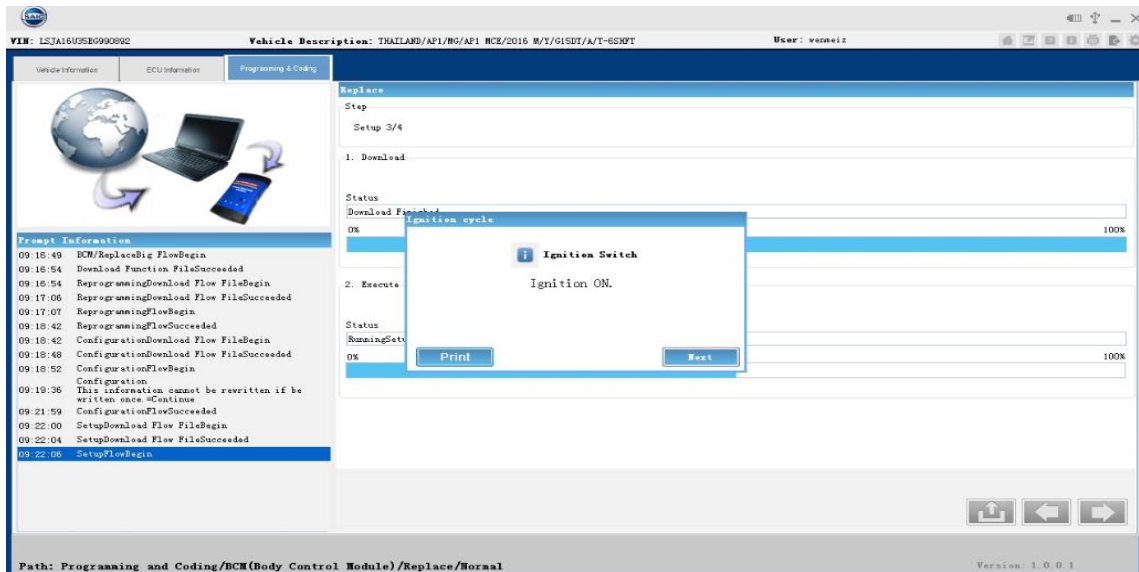 SAIC
VIN: LSJA16U35EG990892 Vehicle Description: THAILAND/AP1/MG/AP1 MCE/2016 M/Y/G15DT/A/T-6SHFT User: wenmeiz
Vehicle Information ECU Information Programming & Coding
Replace
Step
Setup 3/4
1. Download
Status
Download Finished
0% 100%
Ignition cycle
Ignition Switch
Ignition ON.
Print Next
2. Execute
Status
RunningSetu
0% 100%
Prompt Information
09:16:49 BCM/ReplaceBig FlowBegin
09:16:54 Download Function FileSucceeded
09:16:54 ReprogrammingDownload Flow FileBegin
09:17:06 ReprogrammingDownload Flow FileSucceeded
09:17:07 ReprogrammingFlowBegin
09:18:42 ReprogrammingFlowSucceeded
09:18:42 ConfigurationDownload Flow FileBegin
09:18:48 ConfigurationDownload Flow FileSucceeded
09:18:52 ConfigurationFlowBegin
Configuration
09:19:36 This information cannot be rewritten if be
written once.=Continue
09:21:59 ConfigurationFlowSucceeded
09:22:00 SetupDownload Flow FileBegin
09:22:04 SetupDownload Flow FileSucceeded
09:22:06 SetupFlowBegin
Path: Programming and Coding/BCM(Body Control Module)/Replace/Normal Version: 1.0.0.1